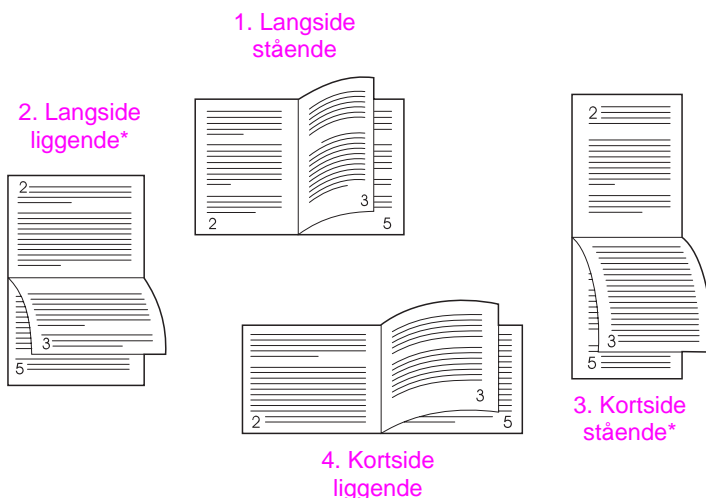 1. Langside
stående
2. Langside
liggende*
2
3
5
2
3
5
2
3
5
2
3
5
3. Kortside
stående*
4. Kortside
liggende